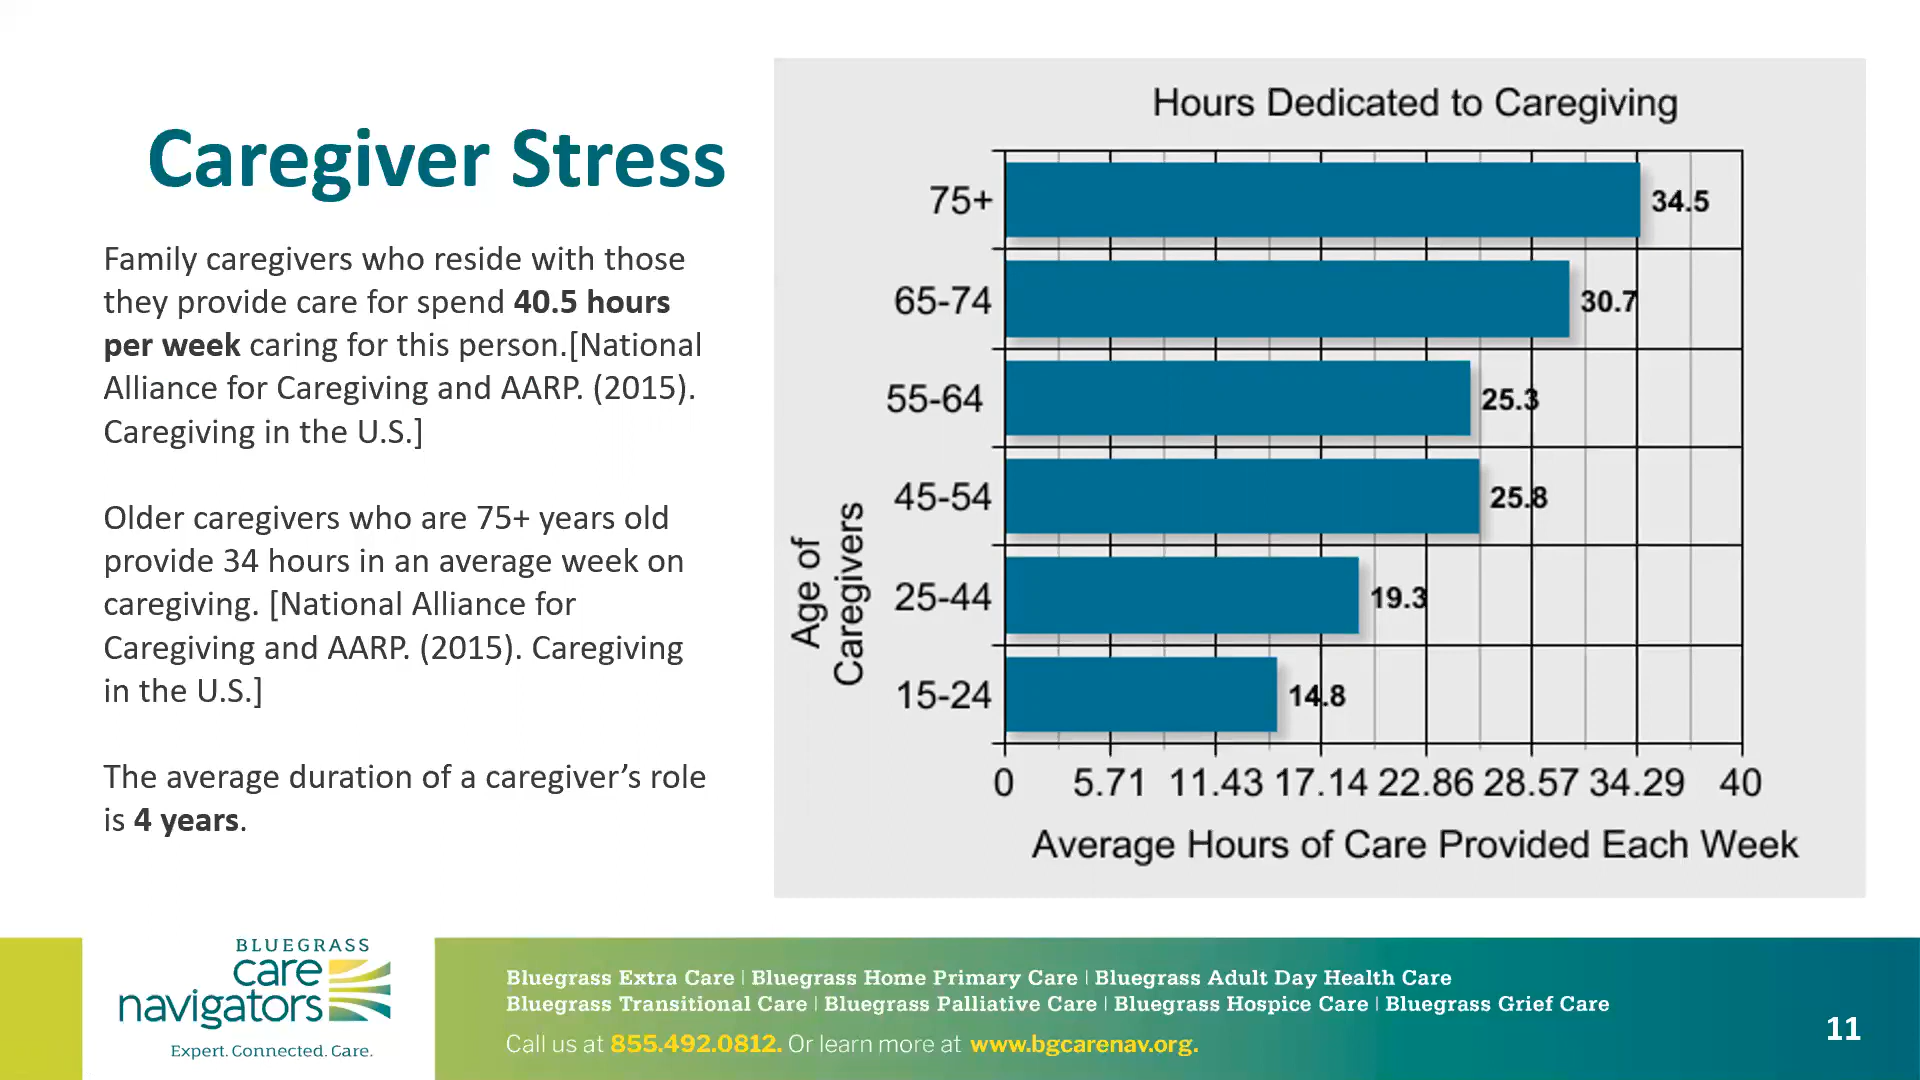 Caregiver Stress
Family caregivers who reside with those
they provide care for spend 40.5 hours
per week caring for this person.[National
Alliance for Caregiving and AARP. (2015).
Caregiving in the U.S.]
Older caregivers who are 75+ years old
provide 34 hours in an average week on
caregiving. [National Alliance for
Caregiving and AARP. (2015). Caregiving
in the U.S.]
The average duration of a caregiver’s role
is 4 years.
Hours Dedicated to Caregiving
75+ 34.5
65-74 30.7
55-64 25.3
45-54 25.8
25-44 19.3
15-24 14.8
Age of
Caregivers
0 5.71 11.43 17.14 22.86 28.57 34.29 40
Average Hours of Care Provided Each Week
BLUEGRASS
care
navigators
Expert. Connected. Care.
Bluegrass Extra Care | Bluegrass Home Primary Care | Bluegrass Adult Day Health Care
Bluegrass Transitional Care | Bluegrass Palliative Care | Bluegrass Hospice Care | Bluegrass Grief Care
Call us at 855.492.0812. Or learn more at www.bgcarenav.org.
11